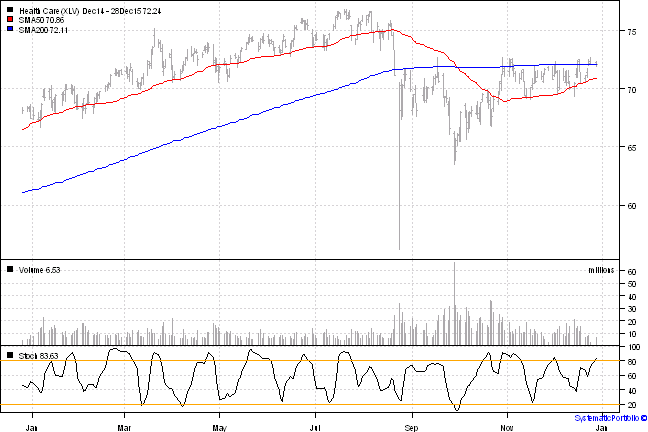 Health Care (XLV) Dec14 - 28Dec15 72.24
SMA50 70.86
SMA200 72.11
75
70
65
60
Volume 6.53
millions
60
50
40
30
20
10
Stoch 83.63
100
80
60
40
20
Jan
Mar
May
Jul
Sep
Nov
Jan
SystematicPortfolio ©